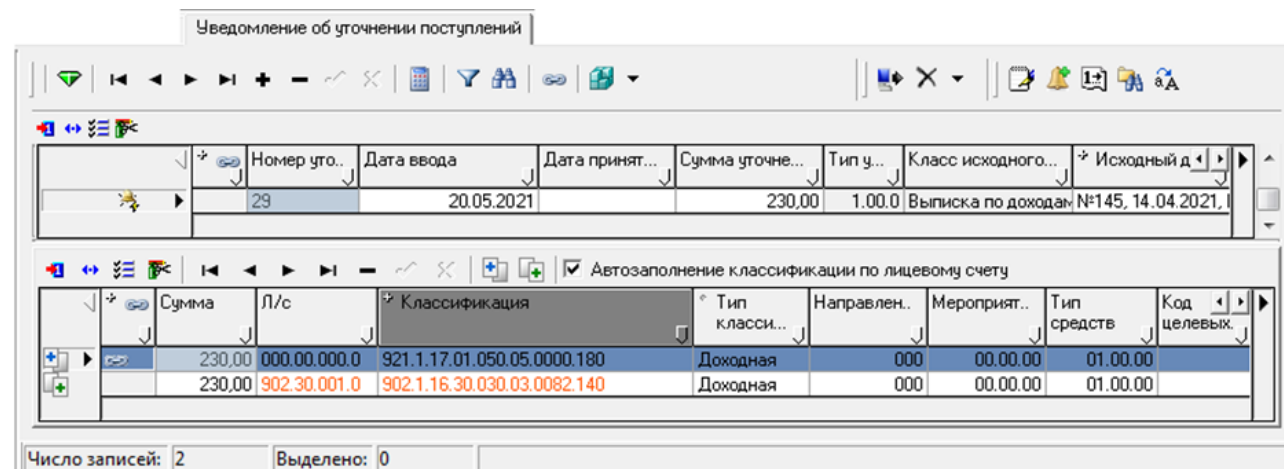 Уведомление об уточнении поступлений
Номер уто.. Дата ввода Дата принят... Сумма уточне... Тип у... Класс исходного... Исходный д
29 20.05.2021 230,00 1.00.0 Выписка по доходам №145, 14.04.2021,
Автозаполнение классификации по лицевому счету
Сумма Л/с Классификация Тип класси... Направлен.. Мероприят.. Тип средств Код целевых.
230,00 000.00.000.0 921.1.17.01.050.05.0000.180 Доходная 000 00.00.00 01.00.00
230,00 902.30.001.0 902.1.16.30.030.03.0082.140 Доходная 000 00.00.00 01.00.00
Число записей: 2 Выделено: 0